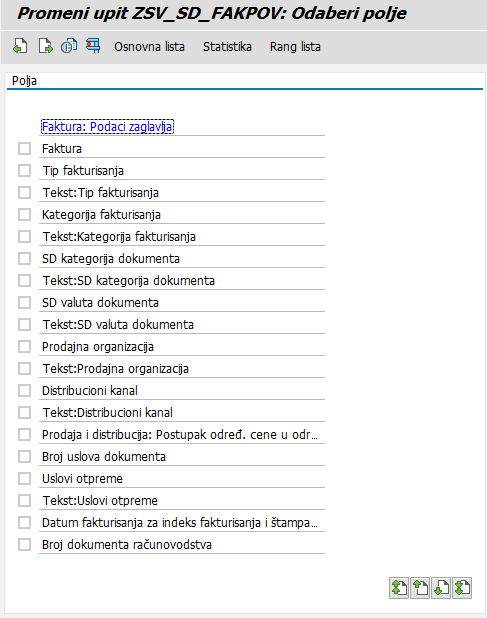 Promeni upit ZSV_SD_FAKPOV: Odaberi polje
Osnovna lista Statistika Rang lista
Polja
Faktura: Podaci zaglavlja
Faktura
Tip fakturisanja
Tekst:Tip fakturisanja
Kategorija fakturisanja
Tekst:Kategorija fakturisanja
SD kategorija dokumenta
Tekst:SD kategorija dokumenta
SD valuta dokumenta
Tekst:SD valuta dokumenta
Prodajna organizacija
Tekst:Prodajna organizacija
Distribucioni kanal
Tekst:Distribucioni kanal
Prodaja i distribucija: Postupak određ. cene u odr...
Broj uslova dokumenta
Uslovi otpreme
Tekst:Uslovi otpreme
Datum fakturisanja za indeks fakturisanja i štampa...
Broj dokumenta računovodstva